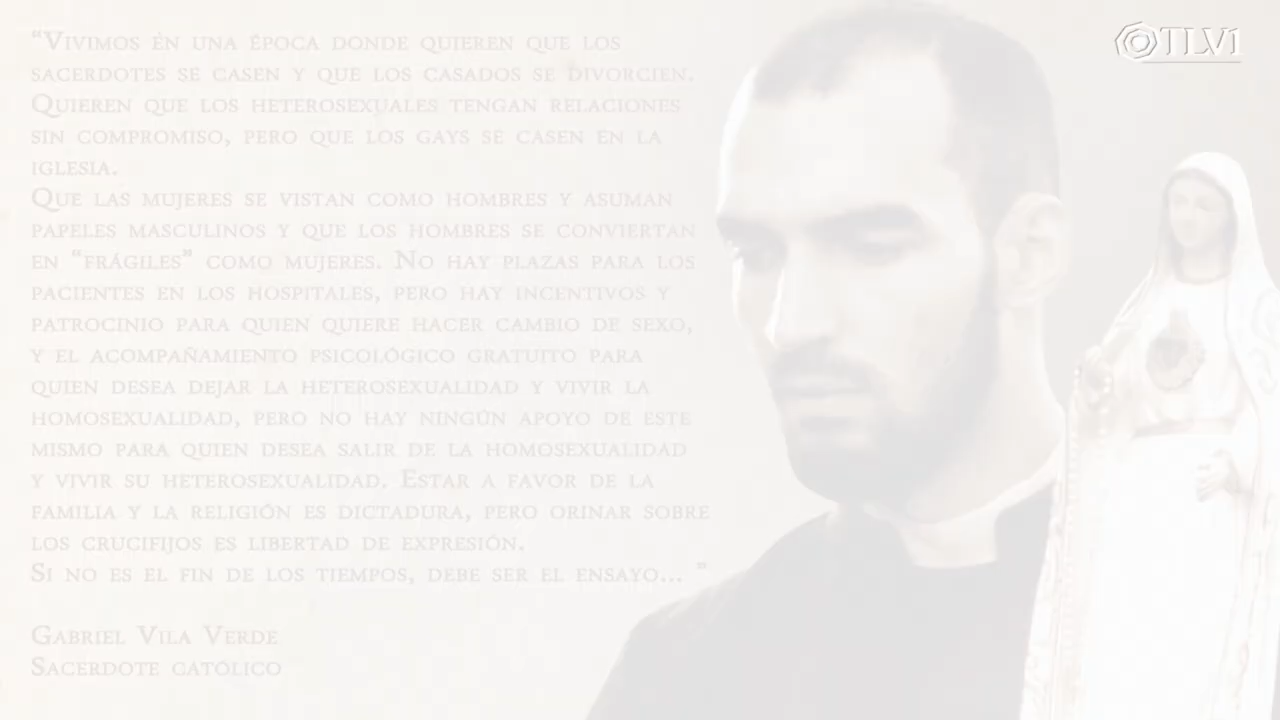 “Vivimos en una época donde quieren que los
sacerdotes se casen y que los casados se divorcien.
Quieren que los heterosexuales tengan relaciones
sin compromiso, pero que los gays se casen en la
iglesia.
Que las mujeres se vistan como hombres y asuman
papeles masculinos y que los hombres se conviertan
en “frágiles” como mujeres. No hay plazas para los
pacientes en los hospitales, pero hay incentivos y
patrocinio para quien quiere hacer cambio de sexo,
y el acompañamiento psicológico gratuito para
quien desea dejar la heterosexualidad y vivir la
homosexualidad, pero no hay ningún apoyo de este
mismo para quien desea salir de la homosexualidad
y vivir su heterosexualidad. Estar a favor de la
familia y la religión es dictadura, pero orinar sobre
los crucifijos es libertad de expresión.
Si no es el fin de los tiempos, debe ser el ensayo... ”
Gabriel Vila Verde
Sacerdote católico
TLV1